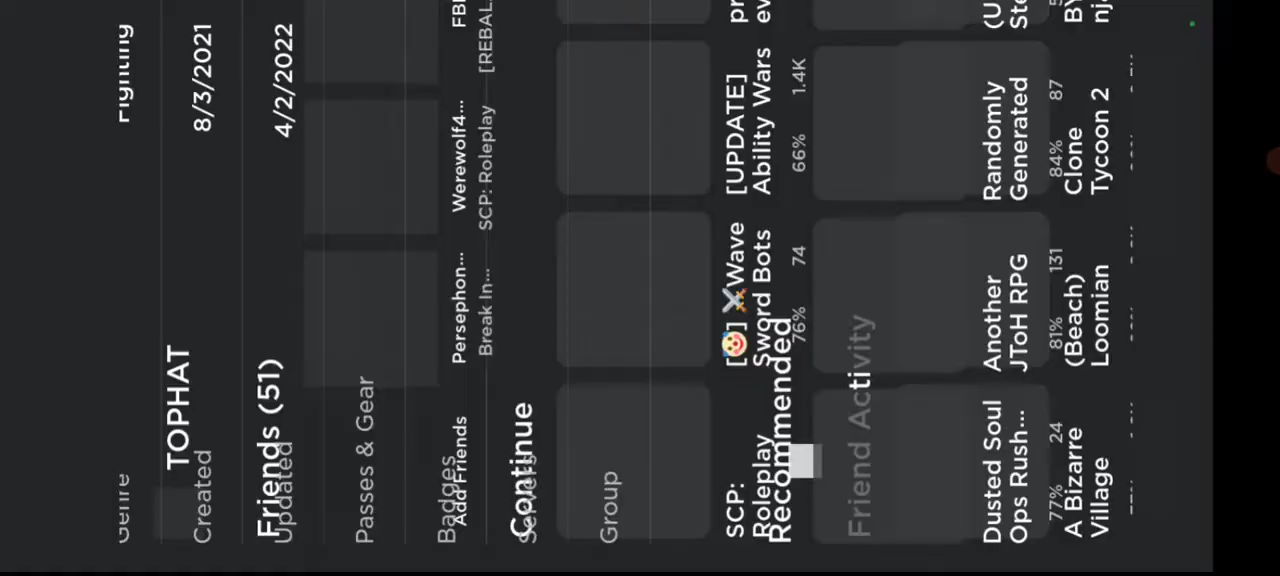 Genre
Fighting
TOPHAT
Created
8/3/2021
Friends (51)
Updated
4/2/2022
Passes & Gear
Badges
Add Friends
Persephon...
Break In...
Werewolf4...
SCP: Roleplay
[REBAL
Continue
Servers
Group
SCP:
Roleplay
[🤡] ⚔Wave
Sword Bots
76% 74
[UPDATE]
Ability Wars
66% 1.4K
Recommended
Friend Activity
Dusted Soul
Ops Rush...
77% 24
Another
JToH RPG
81% 131
Randomly
Generated
84% 87
A Bizarre
Village
(Beach)
Loomian
Clone
Tycoon 2